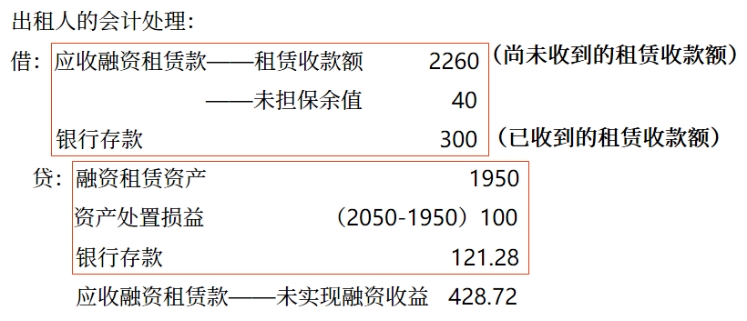 出租人的会计处理：
借：应收融资租赁款——租赁收款额 2260（尚未收到的租赁收款额）
——未担保余值 40
银行存款 300（已收到的租赁收款额）
贷：融资租赁资产 1950
资产处置损益 （2050-1950）100
银行存款 121.28
应收融资租赁款——未实现融资收益 428.72